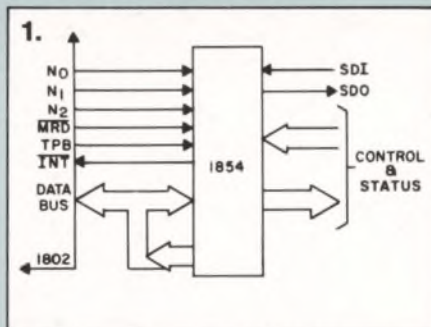 1.
N0
N1
N2
MRD
TPB
INT
DATA
BUS
1802
1854
SDI
SDO
CONTROL
&
STATUS